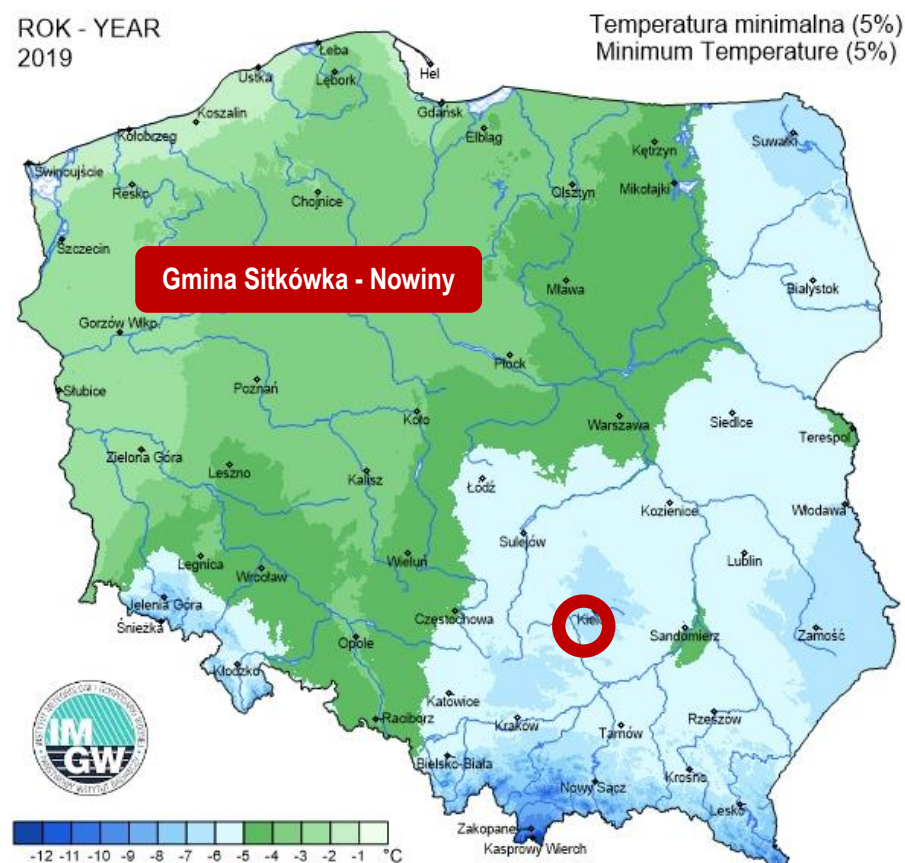 ROK - YEAR
2019
Temperatura minimalna (5%)
Minimum Temperature (5%)
Łeba
Hel
Ustka
Lębork
Gdańsk
Koszalin
Kołobrzeg
Elbląg
Suwałki
Kętrzyn
Świnoujście
Resko
Chojnice
Olsztyn
Mikołajki
Szczecin
Gmina Sitkówka - Nowiny
Mława
Białystok
Gorzów Wlkp.
Płock
Słubice
Poznań
Koło
Warszawa
Siedlce
Terespol
Zielona Góra
Leszno
Kalisz
Łódź
Kozienice
Włodawa
Sulejów
Legnica
Wrocław
Wieluń
Lublin
Jelenia Góra
Śnieżka
Częstochowa
Kiel
Sandomierz
Zamość
Opole
Kłodzko
Katowice
Raciborz
Kraków
Tarnów
Rzeszów
Bielsko-Biała
Nowy Sącz
Krosno
Lesko
Zakopane
Kasprowy Wierch
IM
GW
-12 -11 -10 -9 -8 -7 -6 -5 -4 -3 -2 -1 °C